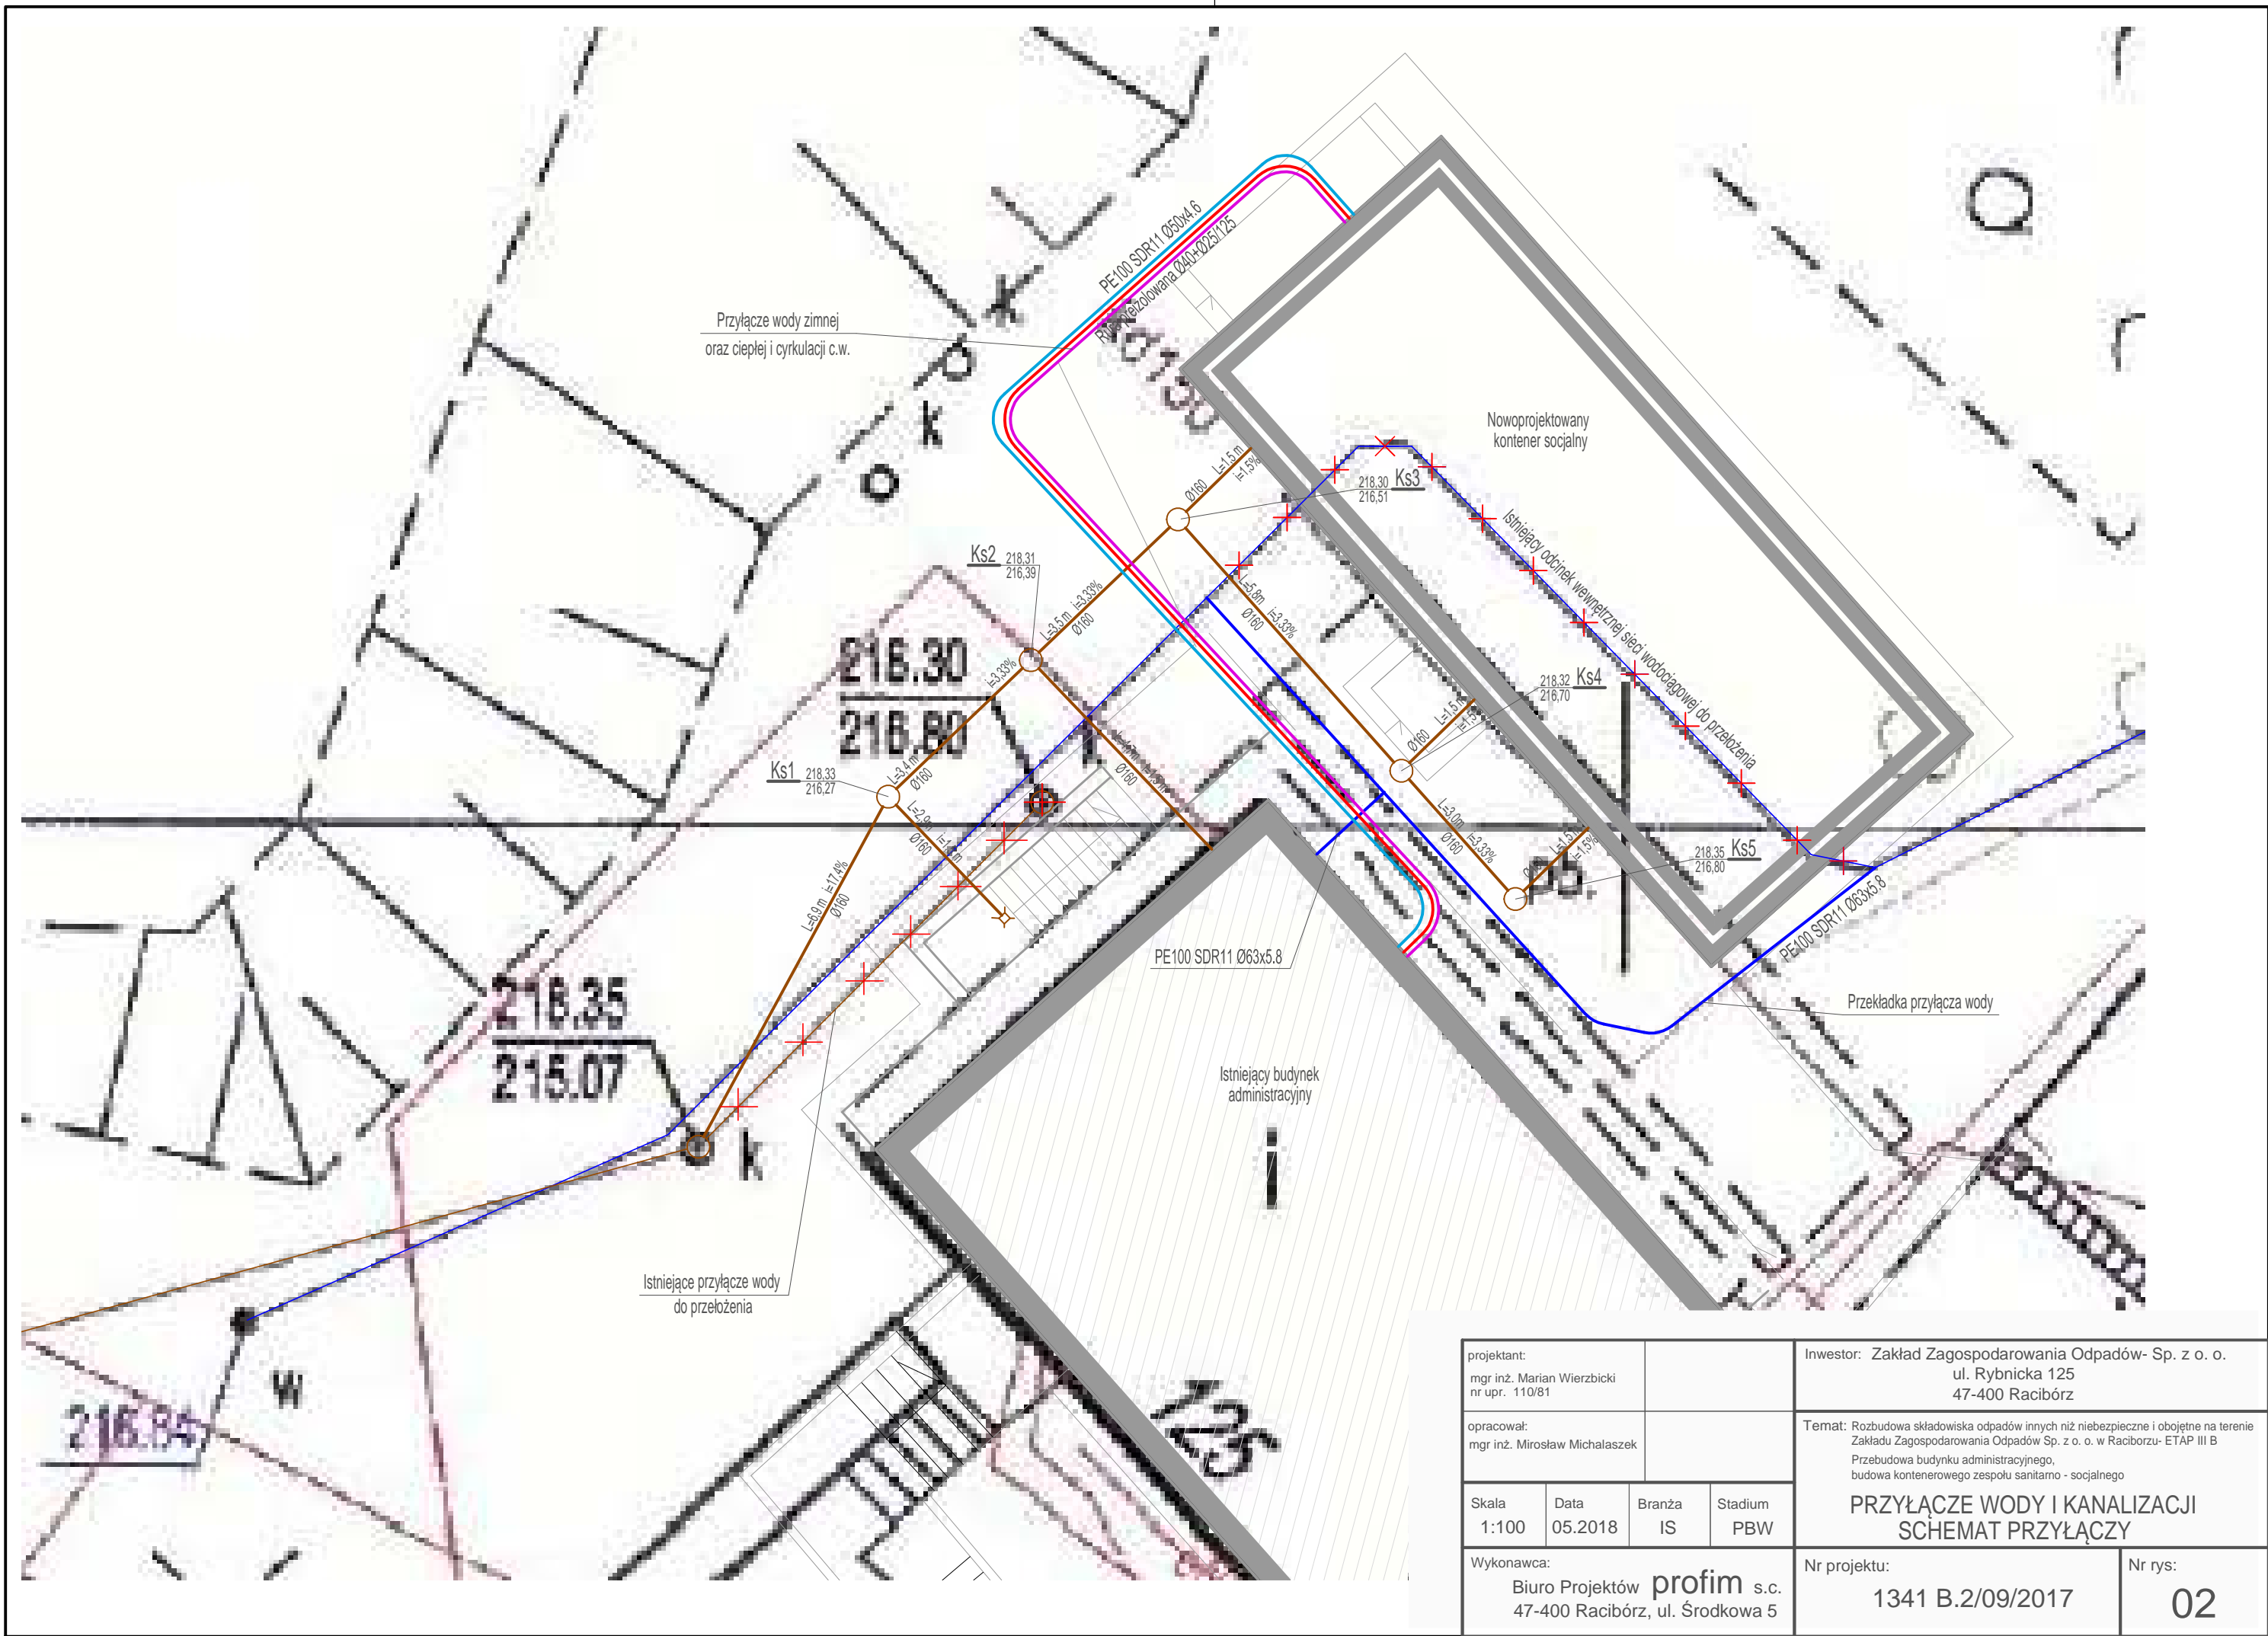 PE100 SDR11 Ø50x4.6
Rura preizolowana Ø40+Ø25/125
Przyłącze wody zimnej
oraz ciepłej i cyrkulacji c.w.
k
o
k
o
Nowoprojektowany
kontener socjalny
L=1,5 m
i=1,5%
Ø160
218.30 Ks3
216,51
Istniejący odcinek wewnętrznej sieci wodociągowej do przełożenia
Ks2 218,31
216,39
L=3,5 m i=3,33%
Ø160
L=5,8m i=3,33%
Ø160
216.30
216.80
i=3,33%
L=3,4 m
Ø160
218.32 Ks4
216,70
L=1,5 m
Ø160
Ks1 218,33
216,27
L=2,9m
Ø160
Ø160
L=3,0m i=3,33%
Ø160
i=1,5%
218.35 Ks5
216,80
L=6,9 m i=17,4%
Ø160
PE100 SDR11 Ø63x5.8
PE100 SDR11 Ø63x5.8
Przekładka przyłącza wody
218.35
215.07
k
Istniejący budynek
administracyjny
i
Istniejące przyłącze wody
do przełożenia
w
216.84
125
projektant:
mgr inż. Marian Wierzbicki
nr upr. 110/81
opracował:
mgr inż. Mirosław Michalaszek
Inwestor: Zakład Zagospodarowania Odpadów- Sp. z o. o.
ul. Rybnicka 125
47-400 Racibórz
Temat: Rozbudowa składowiska odpadów innych niż niebezpieczne i obojętne na terenie
Zakładu Zagospodarowania Odpadów Sp. z o. o. w Raciborzu- ETAP III B
Przebudowa budynku administracyjnego,
budowa kontenerowego zespołu sanitarno - socjalnego
PRZYŁĄCZE WODY I KANALIZACJI
SCHEMAT PRZYŁĄCZY
Skala Data Branża Stadium
1:100 05.2018 IS PBW
Wykonawca:
Biuro Projektów profim s.c.
47-400 Racibórz, ul. Środkowa 5
Nr projektu:
1341 B.2/09/2017
Nr rys:
02